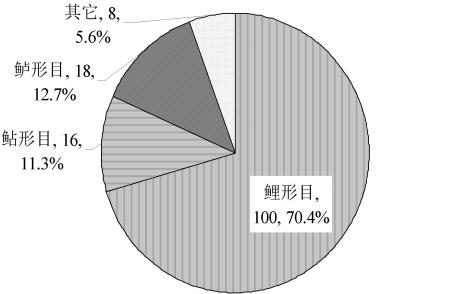 其它, 8,
5.6%
鲈形目, 18,
12.7%
鲇形目, 16,
11.3%
鲤形目,
100, 70.4%